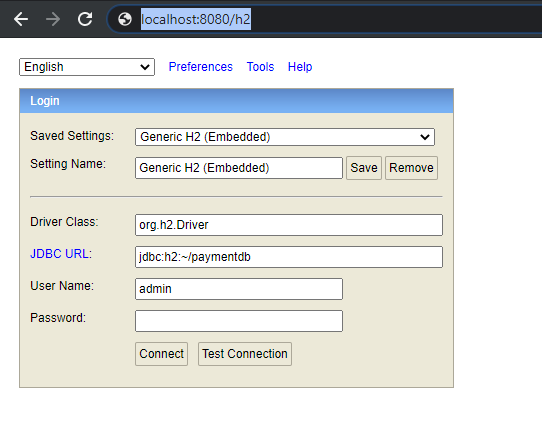 localhost:8080/h2
English Preferences Tools Help
Login
Saved Settings: Generic H2 (Embedded)
Setting Name: Generic H2 (Embedded) Save Remove
Driver Class: org.h2.Driver
JDBC URL: jdbc:h2:~/paymentdb
User Name: admin
Password:
Connect Test Connection